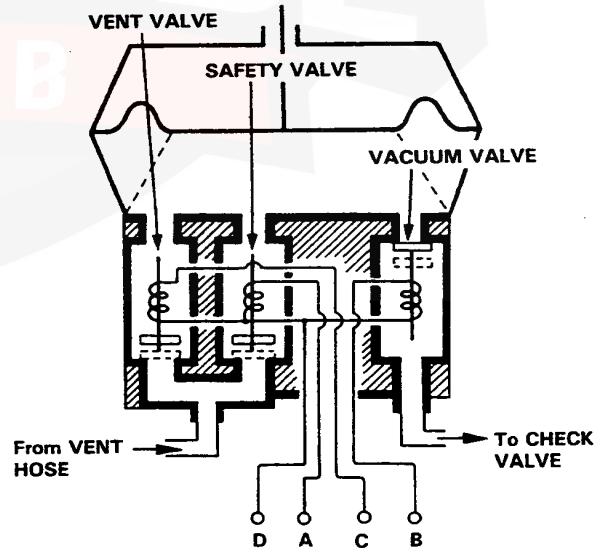 VENT VALVE
SAFETY VALVE
B
VACUUM VALVE
From VENT
HOSE
To CHECK
VALVE
D A C B